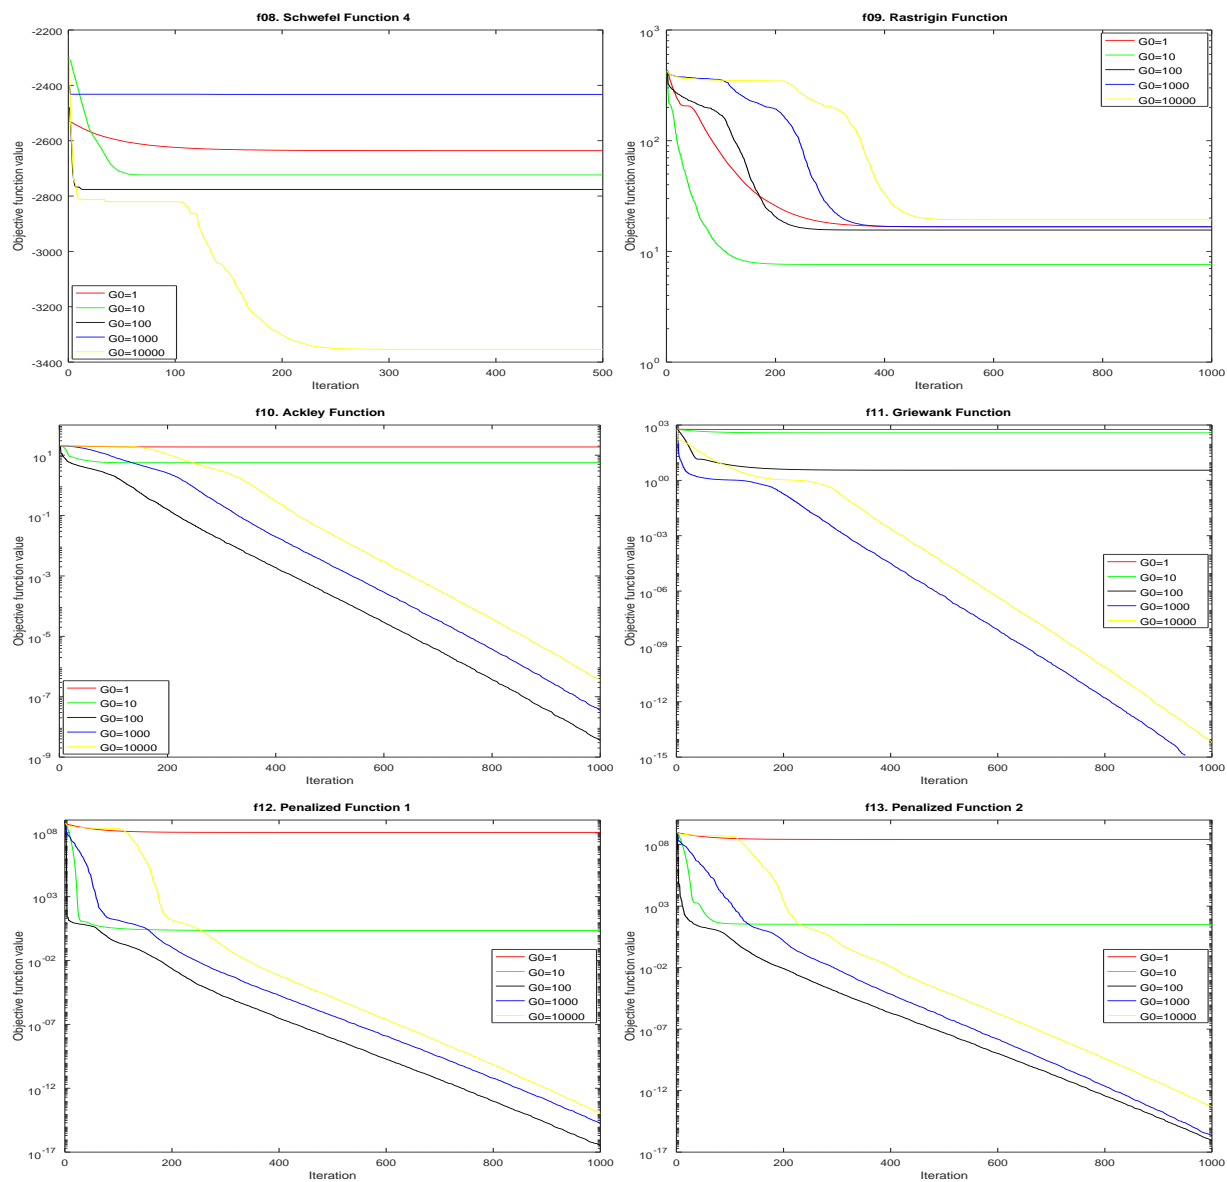 f08. Schwefel Function 4
Objective function value
-2200
-2400
-2600
-2800
-3000
-3200
-3400
0
100
200
300
400
500
Iteration
G0=1
G0=10
G0=100
G0=1000
G0=10000
f09. Rastrigin Function
Objective function value
10^3
10^2
10^1
10^0
0
200
400
600
800
1000
Iteration
G0=1
G0=10
G0=100
G0=1000
G0=10000
f10. Ackley Function
Objective function value
10^1
10^-1
10^-3
10^-5
10^-7
10^-9
0
200
400
600
800
1000
Iteration
G0=1
G0=10
G0=100
G0=1000
G0=10000
f11. Griewank Function
Objective function value
10^03
10^00
10^-03
10^-06
10^-09
10^-12
10^-15
0
200
400
600
800
1000
Iteration
G0=1
G0=10
G0=100
G0=1000
G0=10000
f12. Penalized Function 1
Objective function value
10^08
10^03
10^-02
10^-07
10^-12
10^-17
0
200
400
600
800
1000
Iteration
G0=1
G0=10
G0=100
G0=1000
G0=10000
f13. Penalized Function 2
Objective function value
10^08
10^03
10^-02
10^-07
10^-12
10^-17
0
200
400
600
800
1000
Iteration
G0=1
G0=10
G0=100
G0=1000
G0=10000